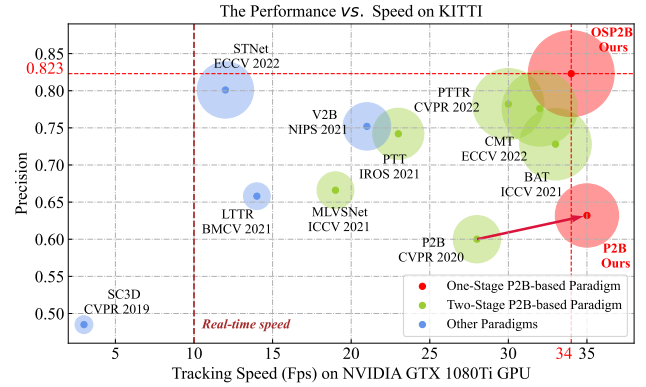 The Performance vs. Speed on KITTI
OSP2B
Ours
STNet
ECCV 2022
0.85
0.823
0.80
0.75
0.70
0.65
0.60
0.55
0.50
Precision
PTTR
CVPR 2022
V2B
NIPS 2021
CMT
ECCV 2022
PTT
IROS 2021
BAT
ICCV 2021
LTTR
BMCV 2021
MLVSNet
ICCV 2021
P2B
CVPR 2020
P2B
Ours
SC3D
CVPR 2019
Real-time speed
One-Stage P2B-based Paradigm
Two-Stage P2B-based Paradigm
Other Paradigms
5 10 15 20 25 30 34 35
Tracking Speed (Fps) on NVIDIA GTX 1080Ti GPU